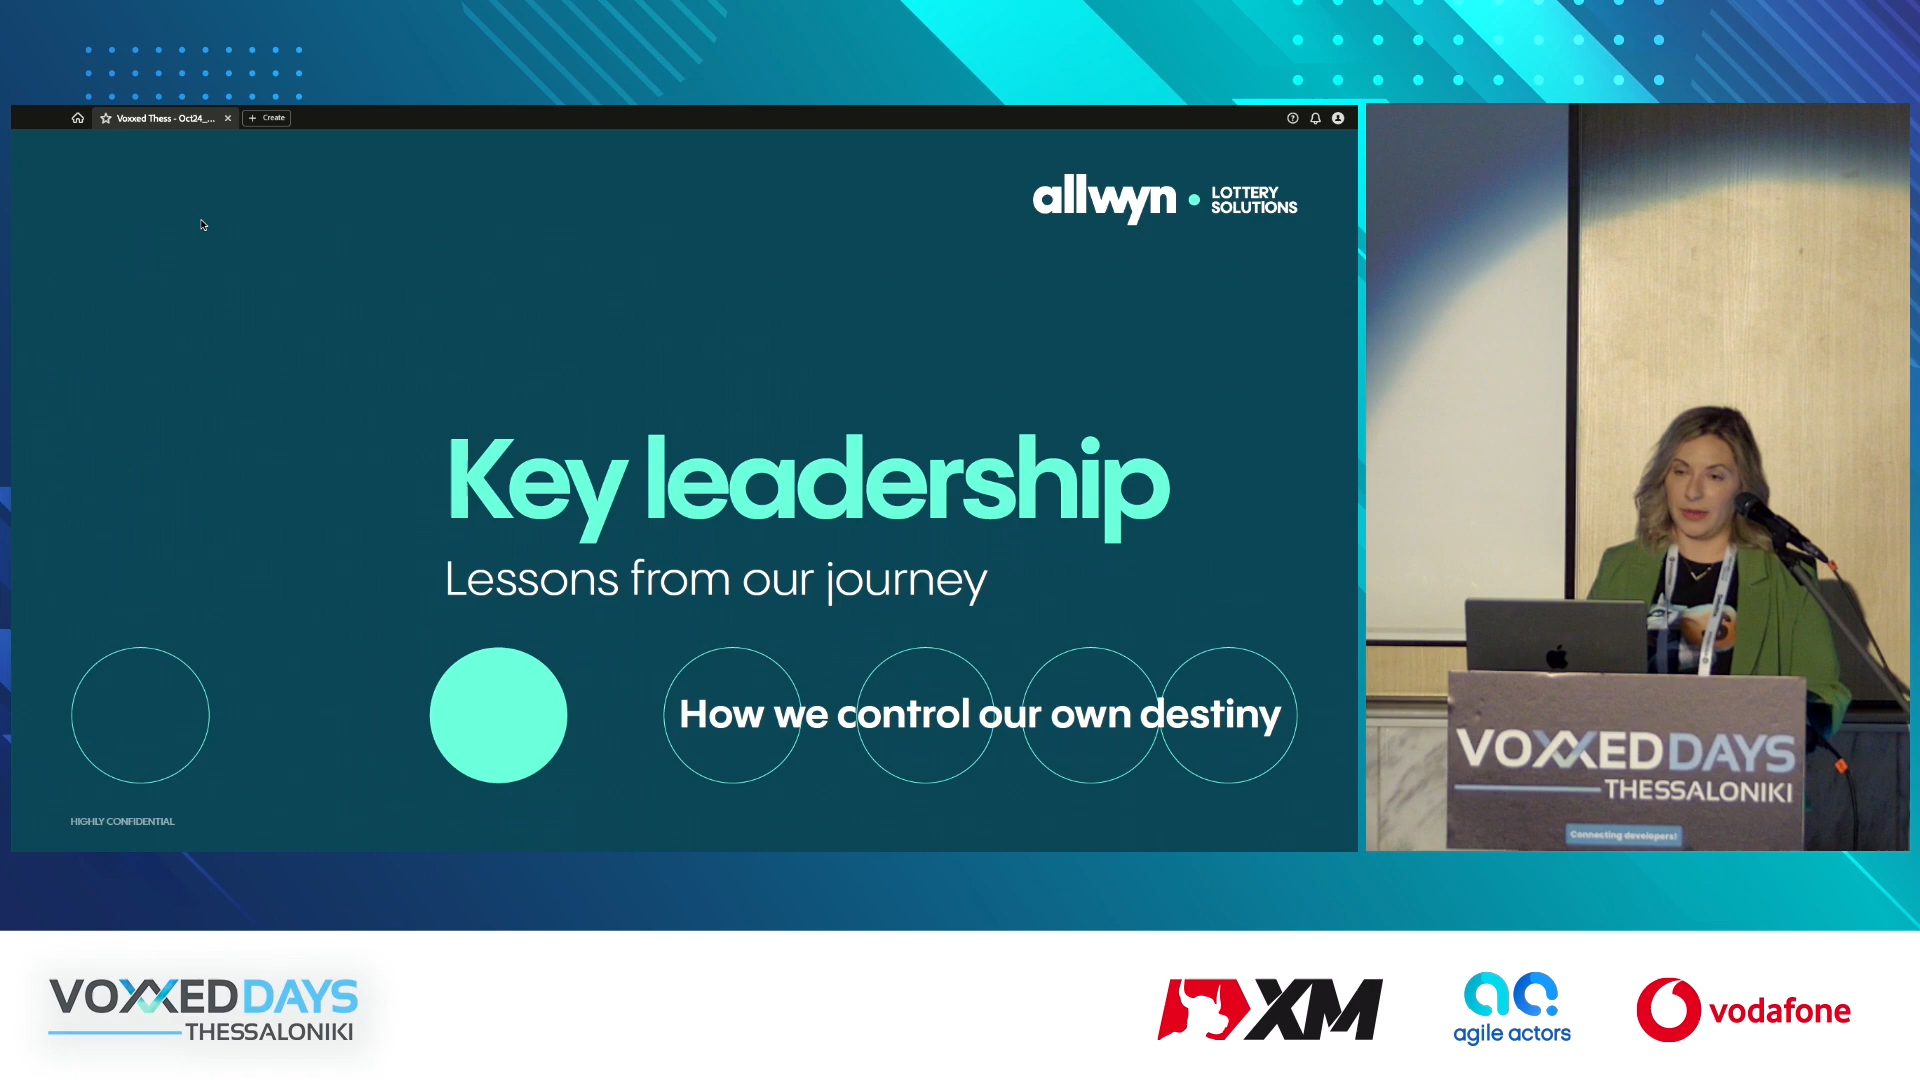 Voxxed Thess - Oct24_...
Create
allwyn
LOTTERY
SOLUTIONS
Key leadership
Lessons from our journey
How we control our own destiny
HIGHLY CONFIDENTIAL
VOXXED DAYS
THESSALONIKI
Connecting developers!
VOXXED DAYS
THESSALONIKI
XM
agile actors
vodafone